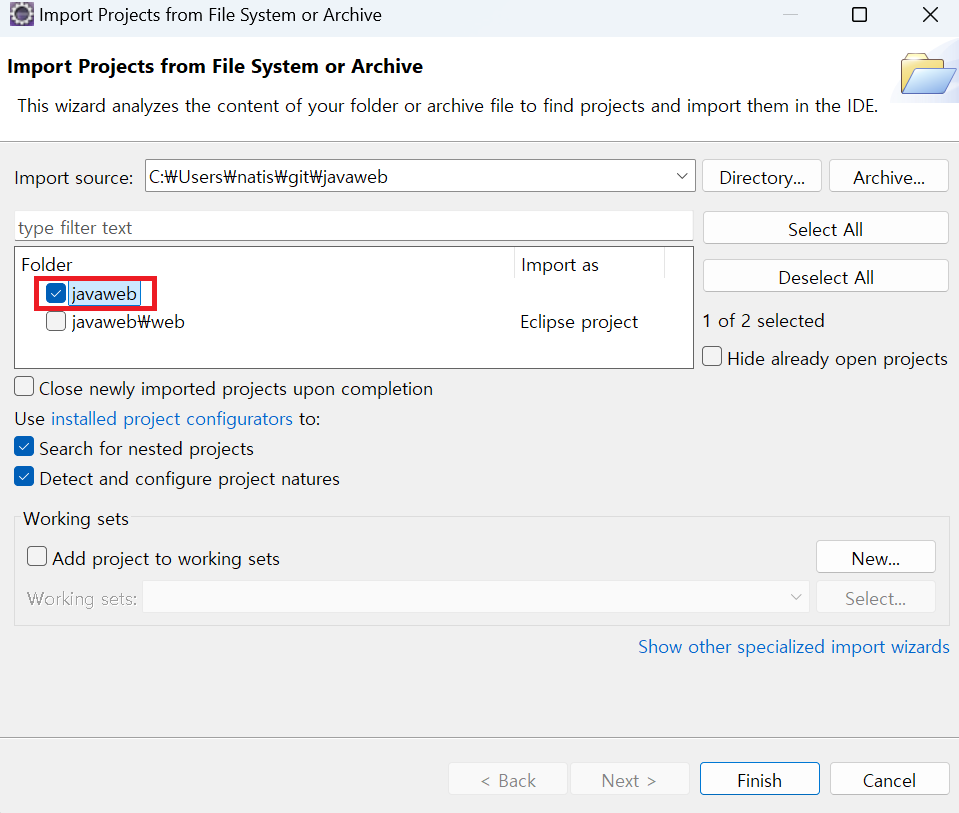 Import Projects from File System or Archive
Import Projects from File System or Archive
This wizard analyzes the content of your folder or archive file to find projects and import them in the IDE.
Import source: C:₩Users₩natis₩git₩javaweb Directory... Archive...
type filter text Select All
Folder Import as Deselect All
javaweb
javaweb₩web Eclipse project 1 of 2 selected
Hide already open projects
Close newly imported projects upon completion
Use installed project configurators to:
Search for nested projects
Detect and configure project natures
Working sets
Add project to working sets New...
Working sets: Select...
Show other specialized import wizards
< Back Next > Finish Cancel